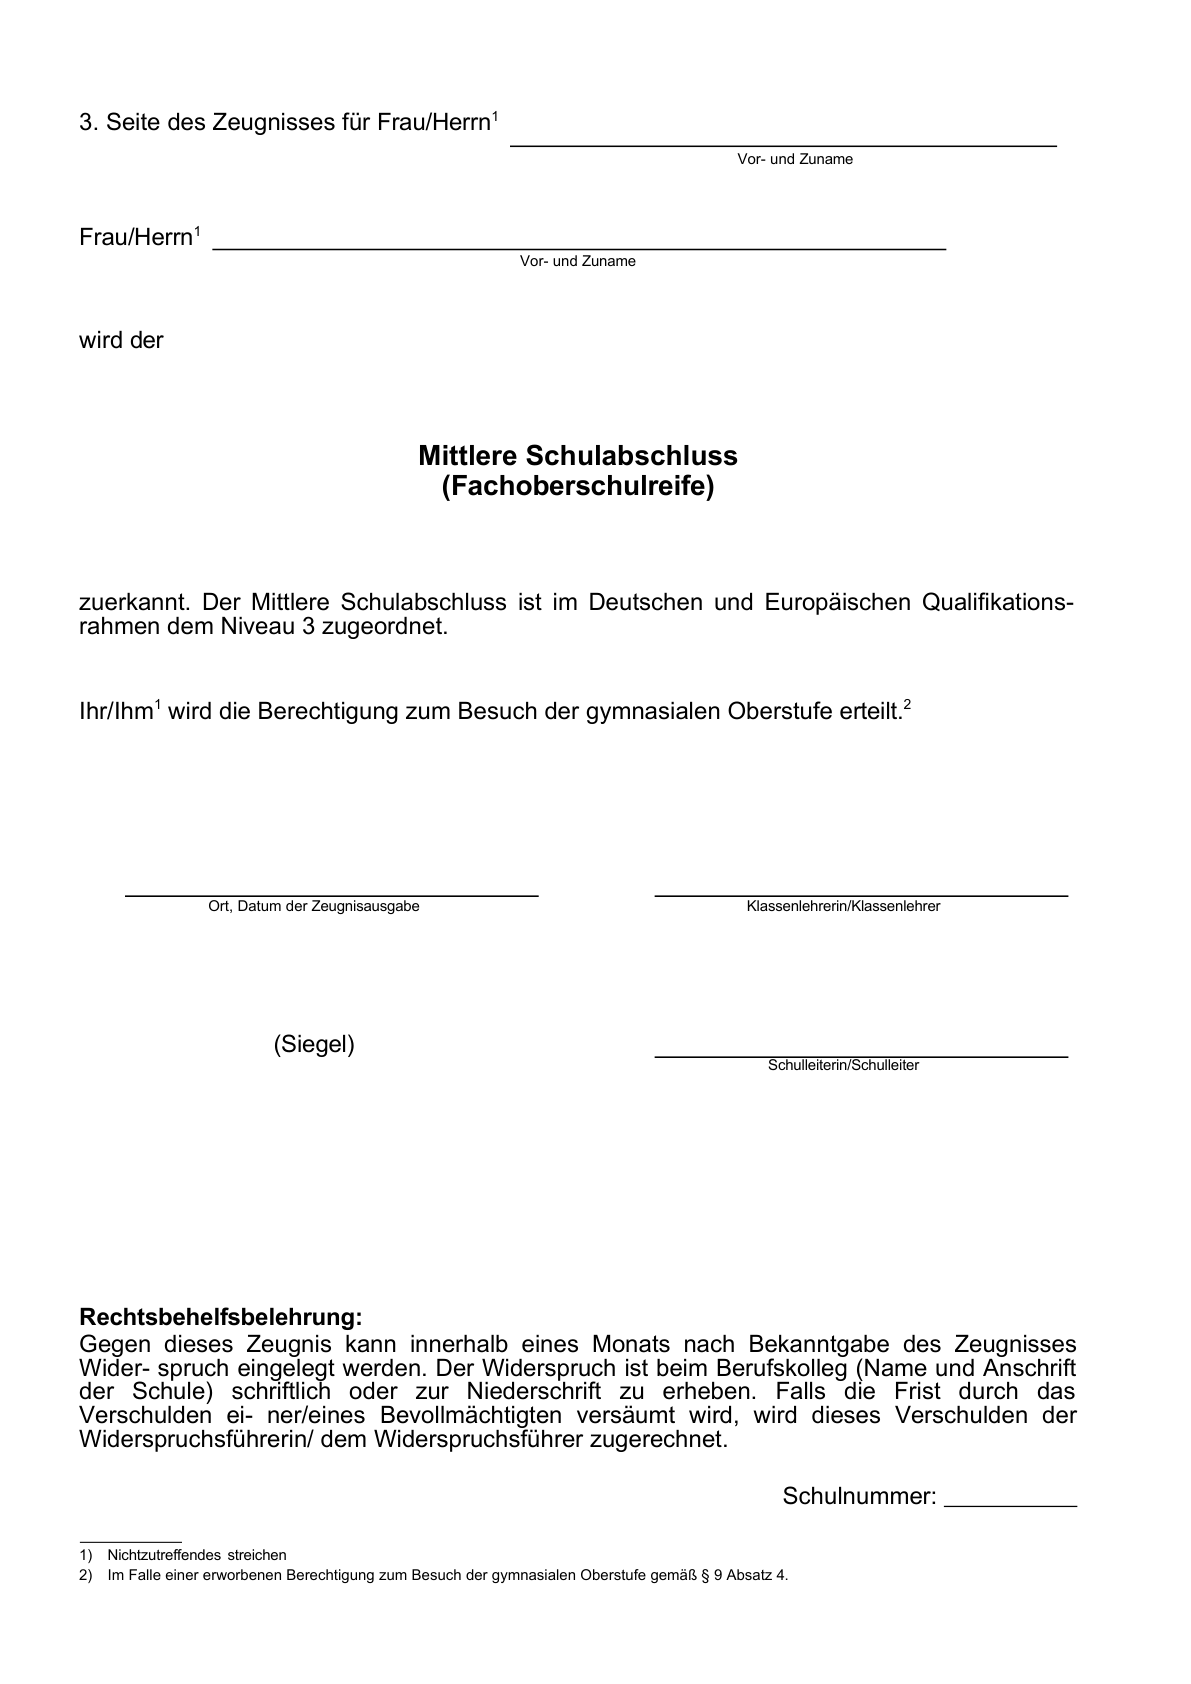 3. Seite des Zeugnisses für Frau/Herrn¹
Vor- und Zuname
Frau/Herrn¹
Vor- und Zuname
wird der
Mittlere Schulabschluss
(Fachoberschulreife)
zuerkannt. Der Mittlere Schulabschluss ist im Deutschen und Europäischen Qualifikations-
rahmen dem Niveau 3 zugeordnet.
Ihr/Ihm¹ wird die Berechtigung zum Besuch der gymnasialen Oberstufe erteilt.²
Ort, Datum der Zeugnisausgabe
Klassenlehrerin/Klassenlehrer
(Siegel)
Schulleiterin/Schulleiter
Rechtsbehelfsbelehrung:
Gegen dieses Zeugnis kann innerhalb eines Monats nach Bekanntgabe des Zeugnisses
Wider- spruch eingelegt werden. Der Widerspruch ist beim Berufskolleg (Name und Anschrift
der Schule) schriftlich oder zur Niederschrift zu erheben. Falls die Frist durch das
Verschulden ei- ner/eines Bevollmächtigten versäumt wird, wird dieses Verschulden der
Widerspruchsführerin/ dem Widerspruchsführer zugerechnet.
Schulnummer:
1) Nichtzutreffendes streichen
2) Im Falle einer erworbenen Berechtigung zum Besuch der gymnasialen Oberstufe gemäß § 9 Absatz 4.